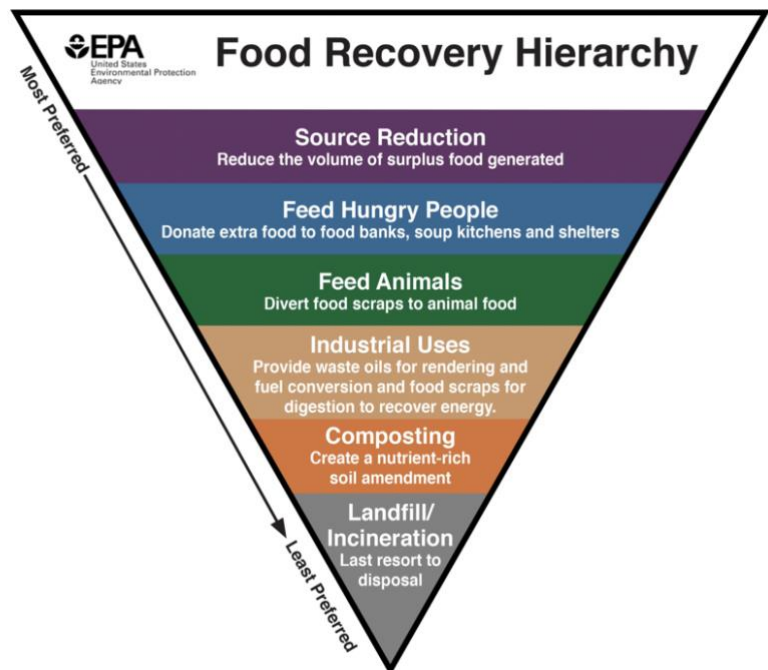 EPA
United States
Environmental Protection
Agency
Food Recovery Hierarchy
Most Preferred
Source Reduction
Reduce the volume of surplus food generated
Feed Hungry People
Donate extra food to food banks, soup kitchens and shelters
Feed Animals
Divert food scraps to animal food
Industrial Uses
Provide waste oils for rendering and
fuel conversion and food scraps for
digestion to recover energy.
Composting
Create a nutrient-rich
soil amendment
Landfill/
Incineration
Last resort to
disposal
Least Preferred